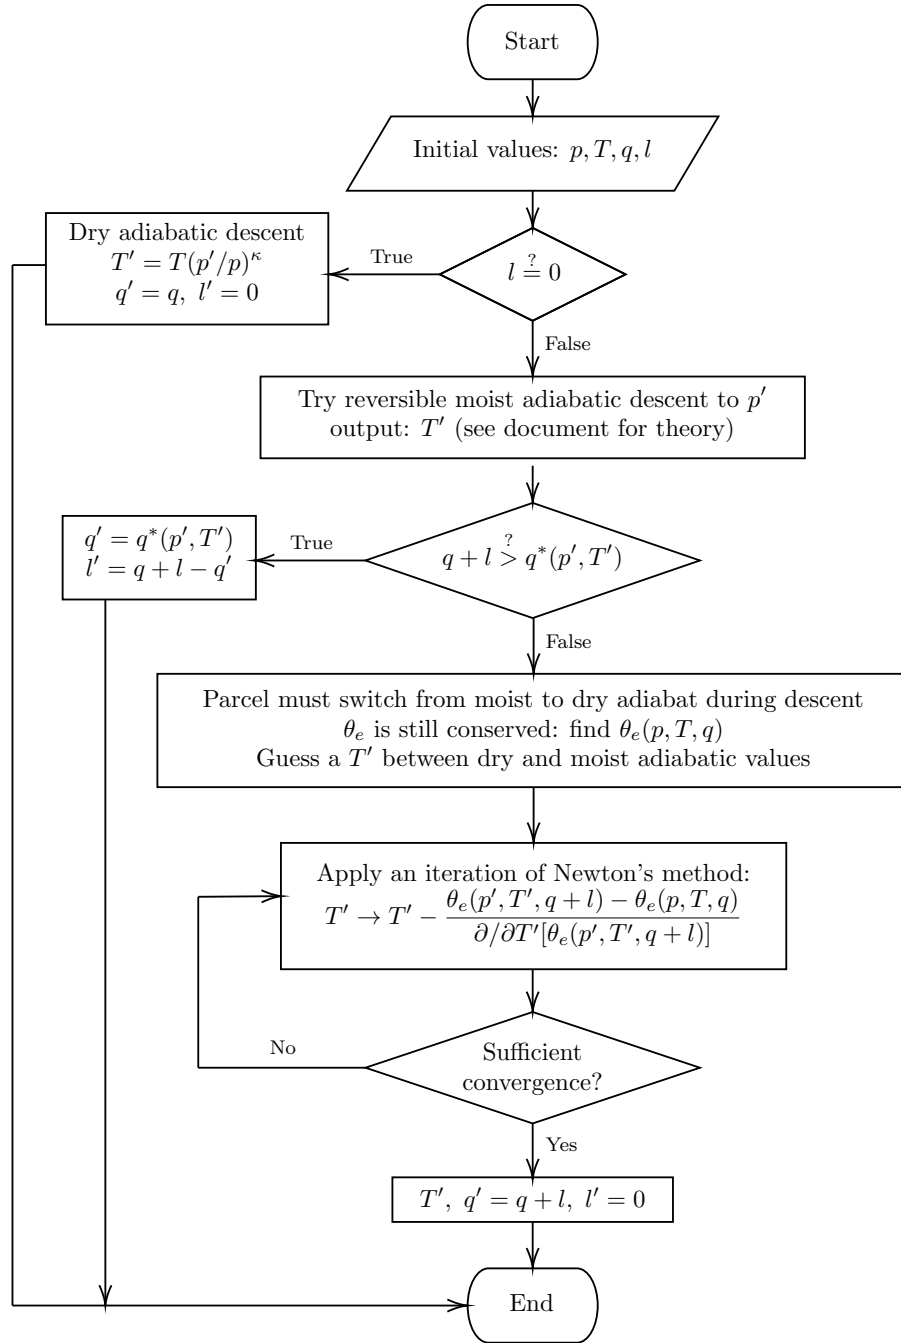 Start
Initial values: p, T, q, l
Dry adiabatic descent
T′ = T(p′/p)^κ
q′ = q, l′ = 0
True
l ≟ 0
False
Try reversible moist adiabatic descent to p′
output: T′ (see document for theory)
q′ = q*(p′, T′)
l′ = q + l − q′
True
q + l >? q*(p′, T′)
False
Parcel must switch from moist to dry adiabat during descent
θ_e is still conserved: find θ_e(p, T, q)
Guess a T′ between dry and moist adiabatic values
Apply an iteration of Newton's method:
T′ → T′ − (θ_e(p′, T′, q + l) − θ_e(p, T, q)) / (∂/∂T′[θ_e(p′, T′, q + l)])
No
Sufficient
convergence?
Yes
T′, q′ = q + l, l′ = 0
End